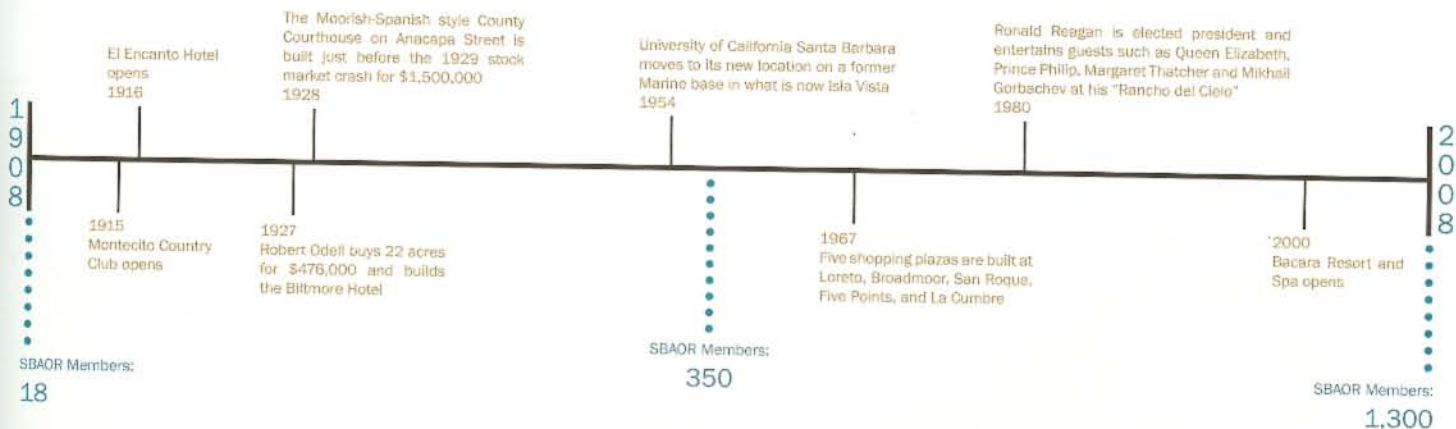 1
9
0
8
El Encanto Hotel
opens
1916
The Moorish-Spanish style County
Courthouse on Anacapa Street is
built just before the 1929 stock
market crash for $1,500,000
1928
University of California Santa Barbara
moves to its new location on a former
Marine base in what is now Isla Vista
1954
Ronald Reagan is elected president and
entertains guests such as Queen Elizabeth,
Prince Philip, Margaret Thatcher and Mikhail
Gorbachev at his "Rancho del Cielo"
1980
2
0
0
8
1915
Montecito Country
Club opens
1927
Robert Odell buys 22 acres
for $476,000 and builds
the Biltmore Hotel
1967
Five shopping plazas are built at
Loreto, Broadmoor, San Roque,
Five Points, and La Cumbre
2000
Bacara Resort and
Spa opens
SBAOR Members:
18
SBAOR Members:
350
SBAOR Members:
1,300